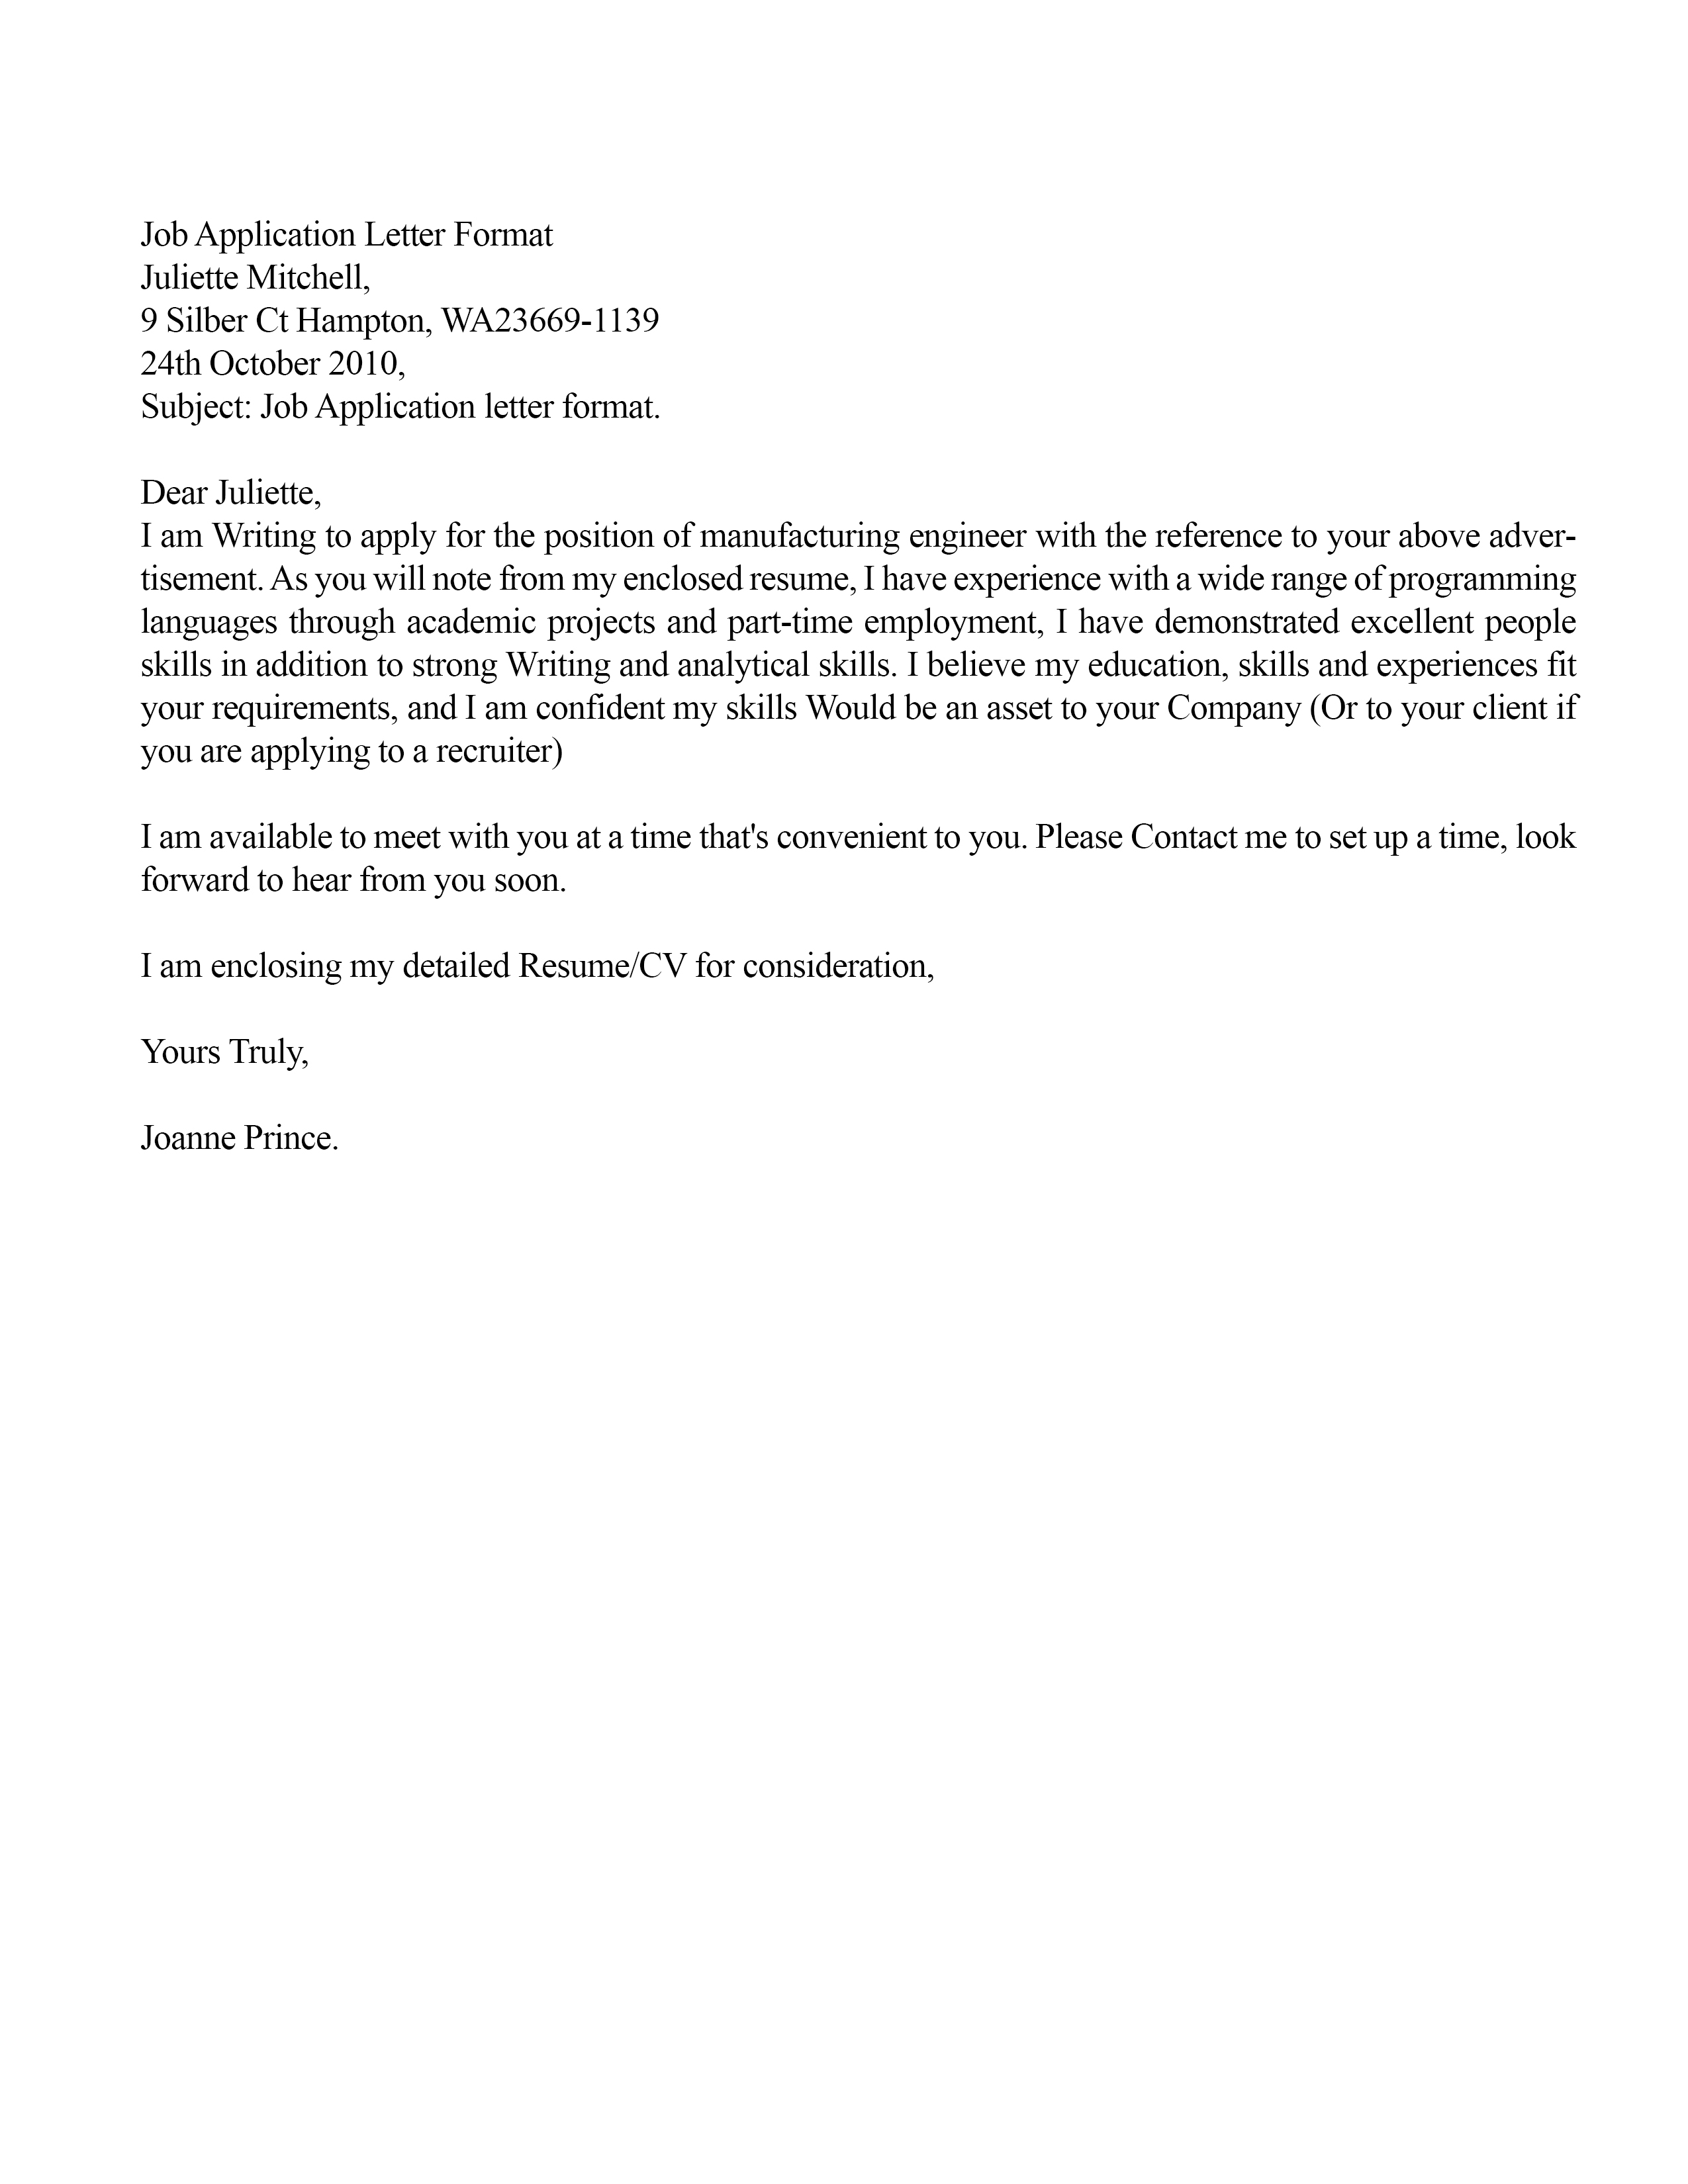 Job Application Letter Format
Juliette Mitchell,
9 Silber Ct Hampton, WA23669-1139
24th October 2010,
Subject: Job Application letter format.
Dear Juliette,
I am Writing to apply for the position of manufacturing engineer with the reference to your above adver-
tisement. As you will note from my enclosed resume, I have experience with a wide range of programming
languages through academic projects and part-time employment, I have demonstrated excellent people
skills in addition to strong Writing and analytical skills. I believe my education, skills and experiences fit
your requirements, and I am confident my skills Would be an asset to your Company (Or to your client if
you are applying to a recruiter)
I am available to meet with you at a time that's convenient to you. Please Contact me to set up a time, look
forward to hear from you soon.
I am enclosing my detailed Resume/CV for consideration,
Yours Truly,
Joanne Prince.